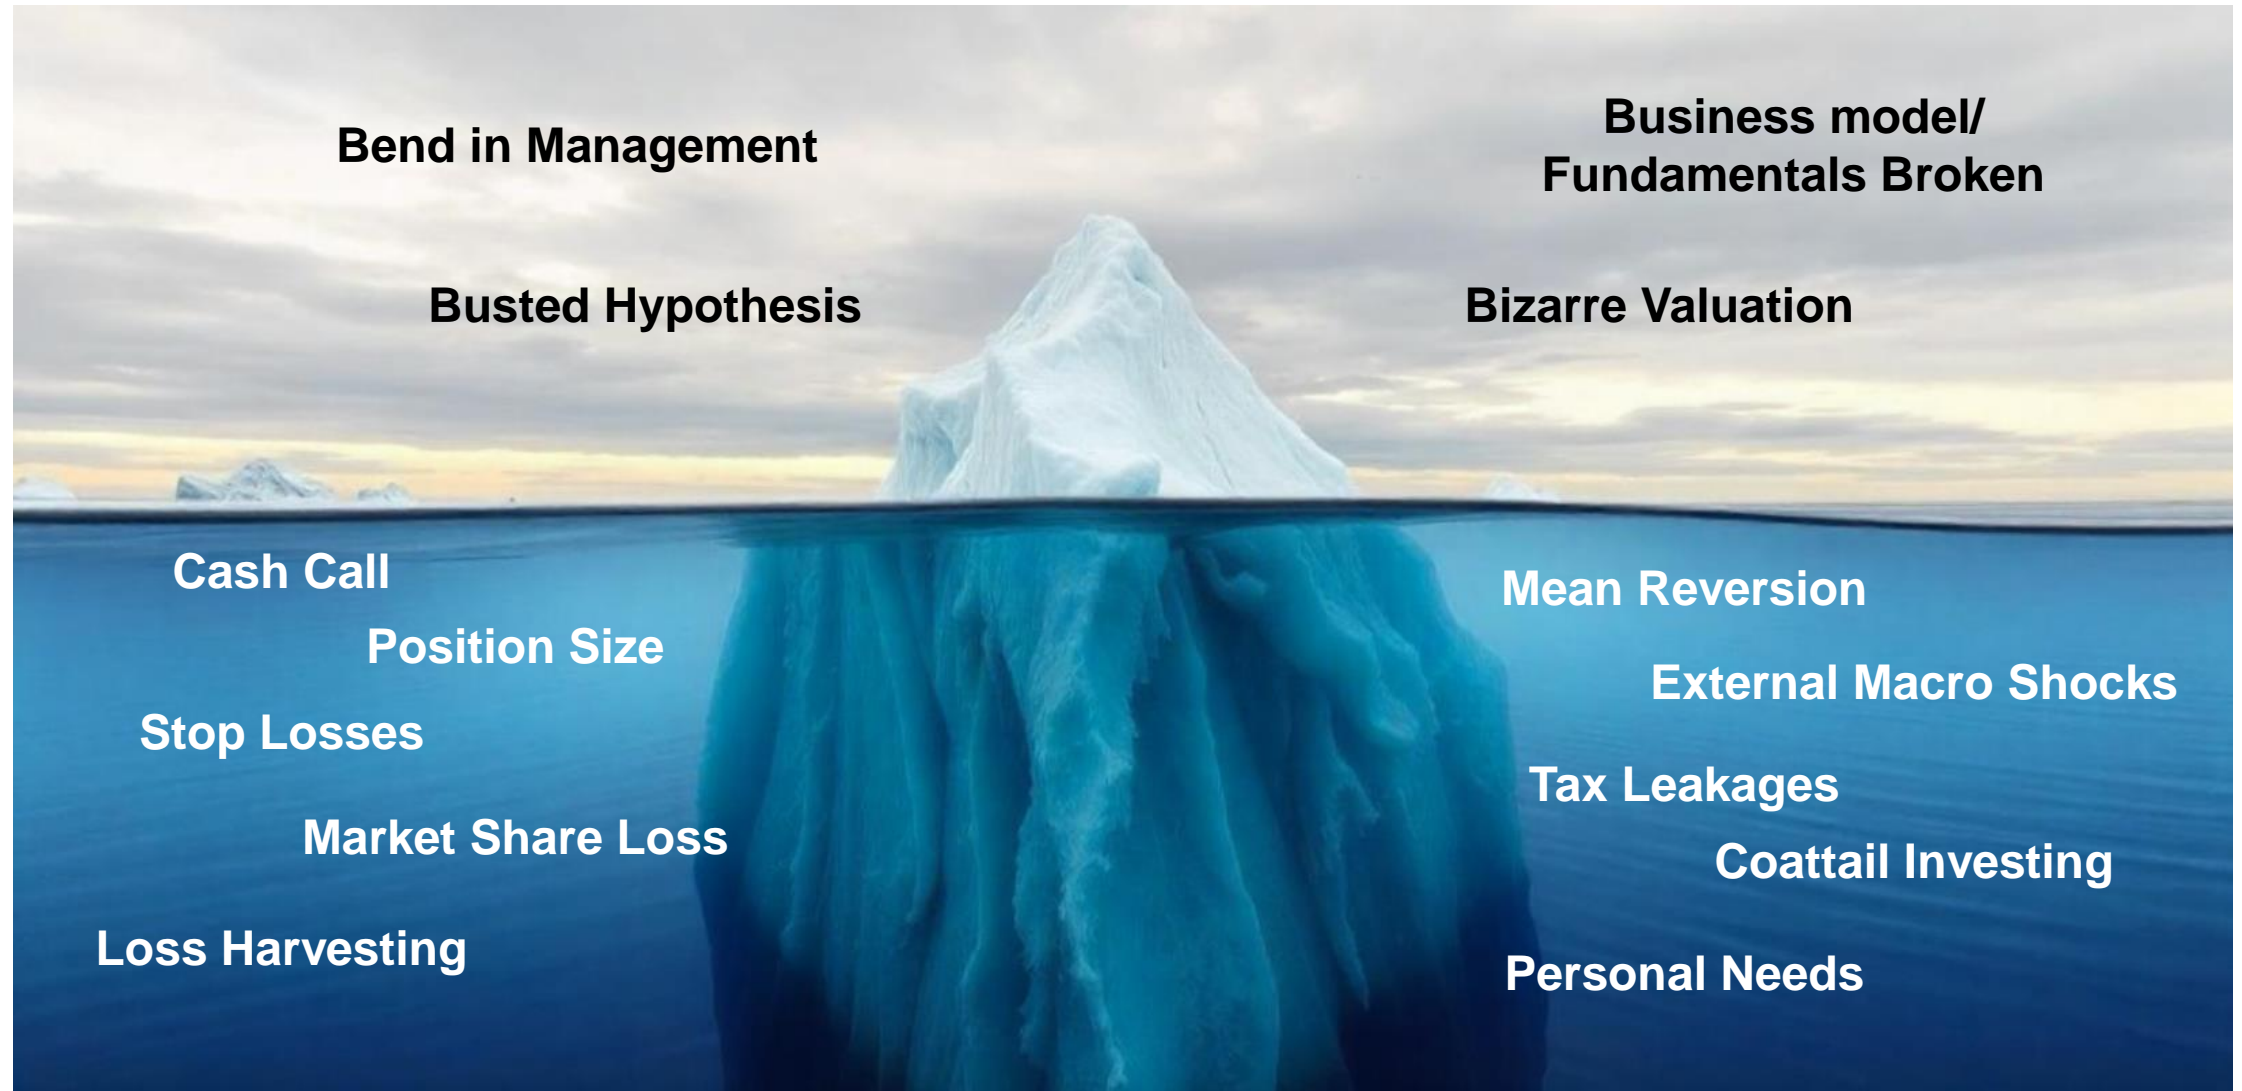 Bend in Management
Business model/
Fundamentals Broken
Busted Hypothesis
Bizarre Valuation
Cash Call
Mean Reversion
Position Size
External Macro Shocks
Stop Losses
Tax Leakages
Market Share Loss
Coattail Investing
Loss Harvesting
Personal Needs